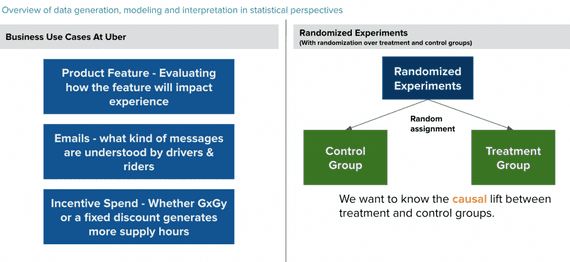 Overview of data generation, modeling and interpretation in statistical perspectives
Business Use Cases At Uber
Product Feature - Evaluating
how the feature will impact
experience
Emails - what kind of messages
are understood by drivers &
riders
Incentive Spend - Whether GxGy
or a fixed discount generates
more supply hours
Randomized Experiments
(With randomization over treatment and control groups)
Randomized
Experiments
Random
assignment
Control
Group
Treatment
Group
We want to know the causal lift between
treatment and control groups.